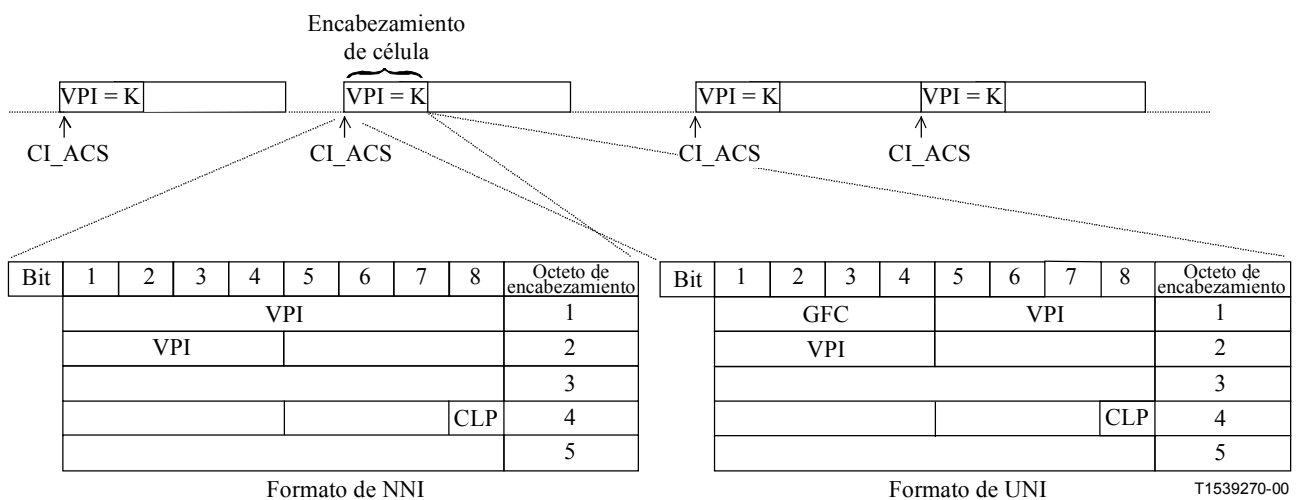 Encabezamiento
de célula
VPI = K VPI = K VPI = K VPI = K
CI_ACS CI_ACS CI_ACS CI_ACS
Bit 1 2 3 4 5 6 7 8 Octeto de encabezamiento
VPI 1
VPI 2
3
CLP 4
5
Formato de NNI
Bit 1 2 3 4 5 6 7 8 Octeto de encabezamiento
GFC VPI 1
VPI 2
3
CLP 4
5
Formato de UNI
T1539270-00